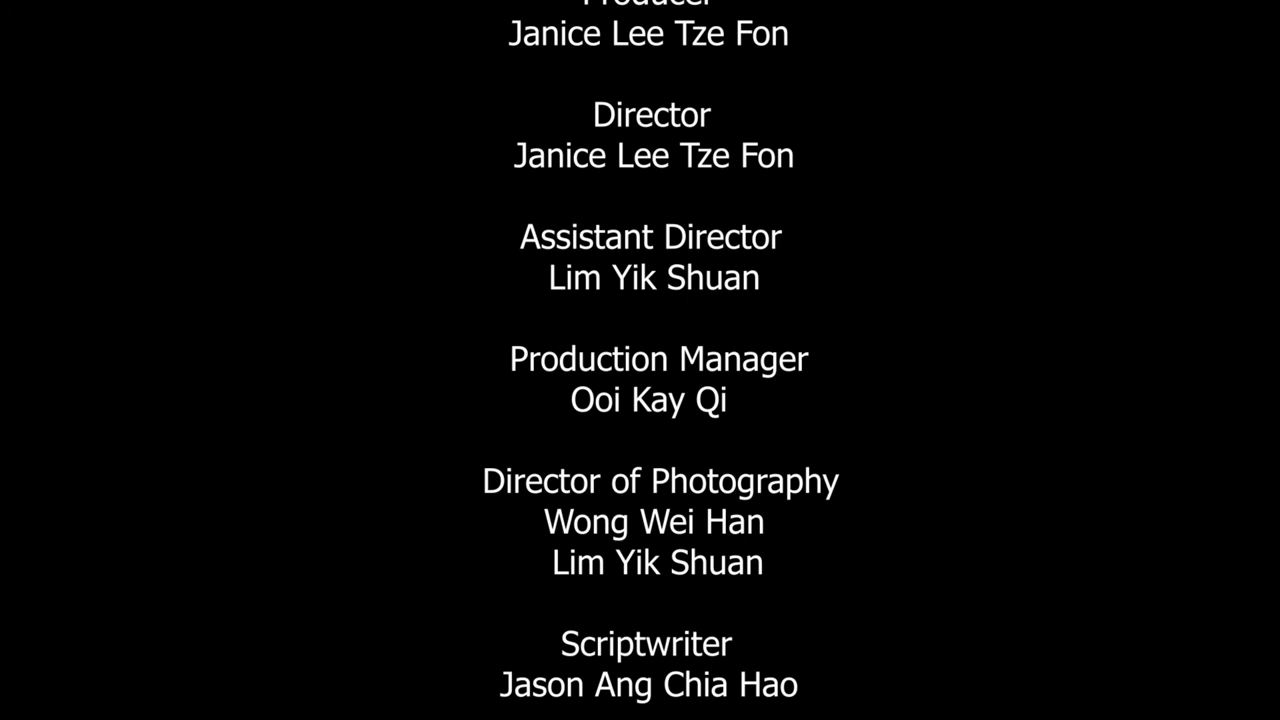 Producer
Janice Lee Tze Fon
Director
Janice Lee Tze Fon
Assistant Director
Lim Yik Shuan
Production Manager
Ooi Kay Qi
Director of Photography
Wong Wei Han
Lim Yik Shuan
Scriptwriter
Jason Ang Chia Hao